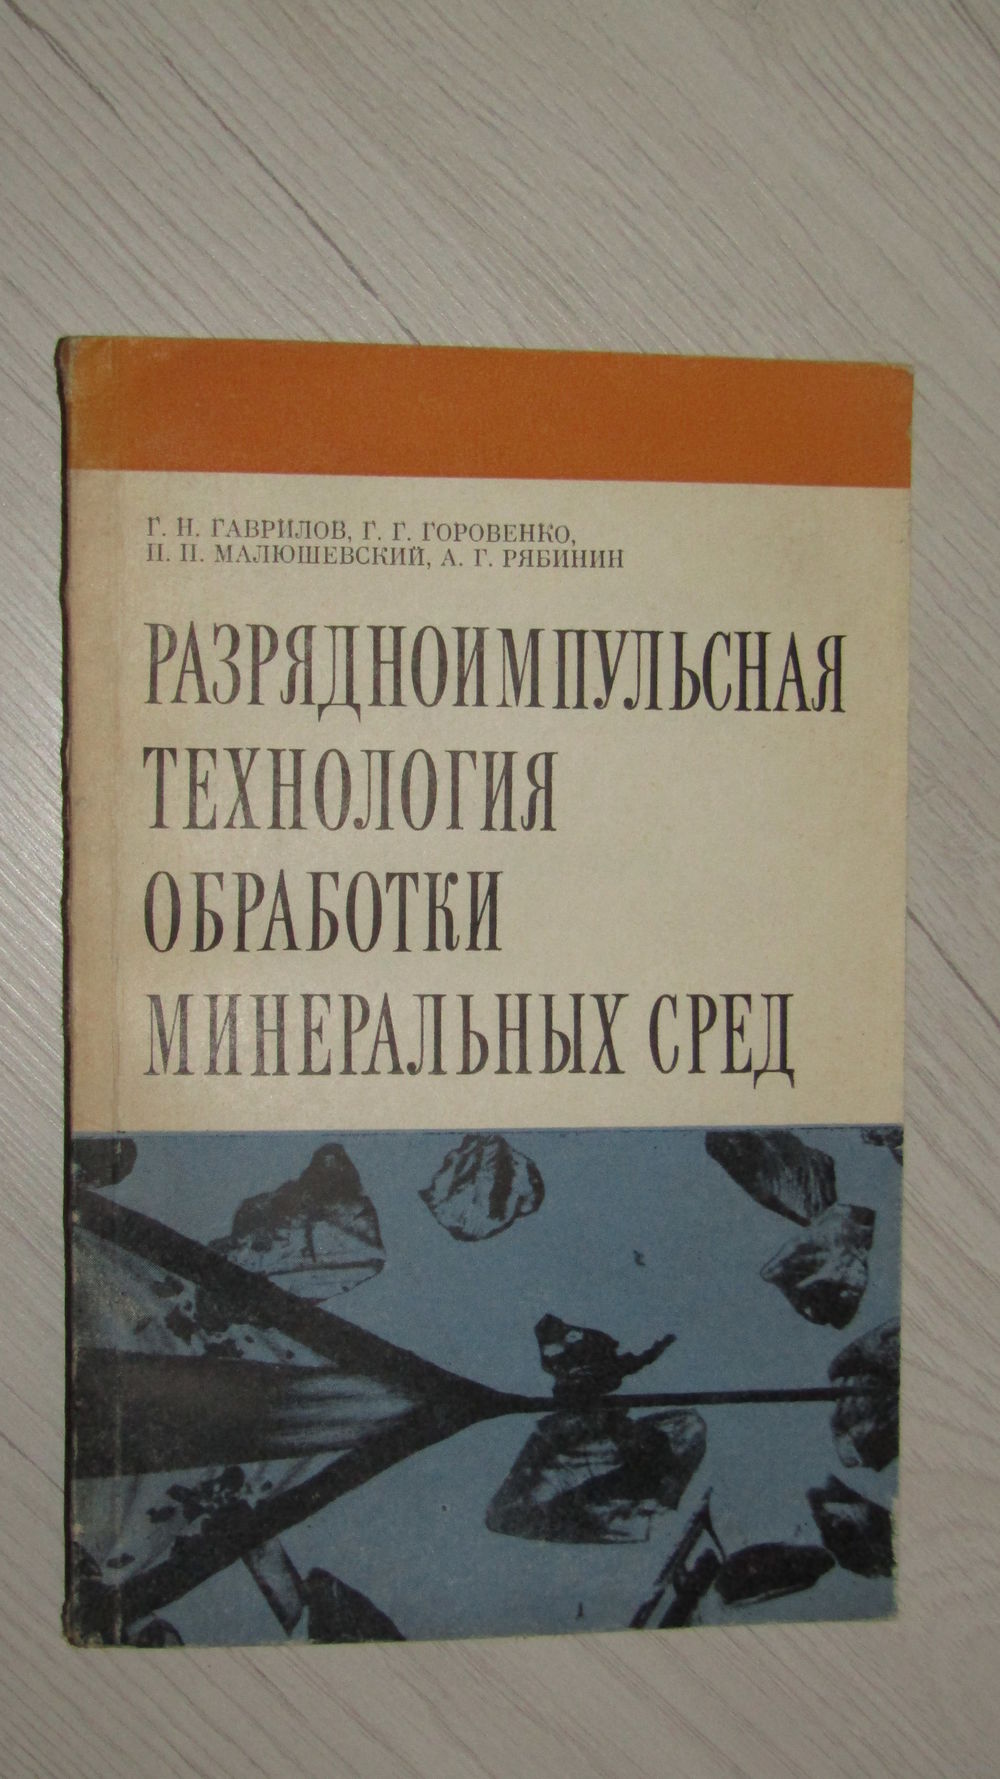 Г. Н. ГАВРИЛОВ, Г. Г. ГОРОВЕНКО,
П. П. МАЛЮШЕВСКИЙ, А. Г. РЯБИНИН
РАЗРЯДНОИМПУЛЬСНАЯ
ТЕХНОЛОГИЯ
ОБРАБОТКИ
МИНЕРАЛЬНЫХ СРЕД